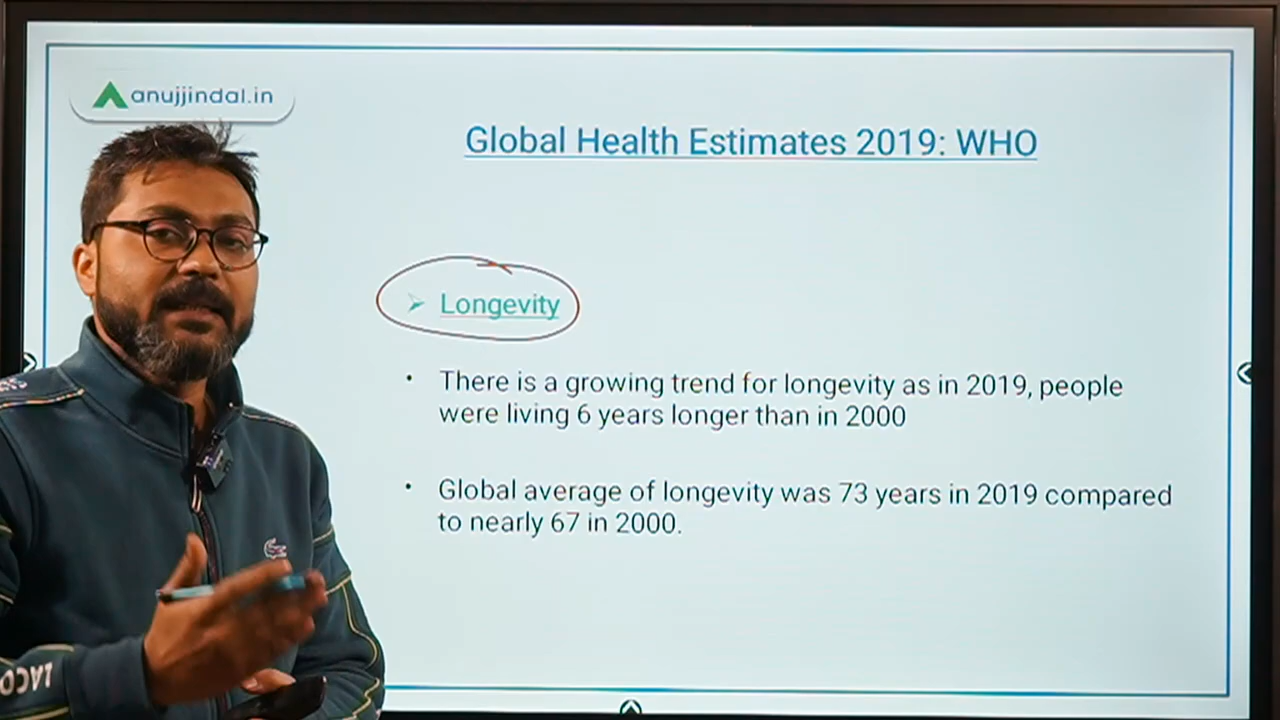 anujjindal.in
Global Health Estimates 2019: WHO
Longevity
There is a growing trend for longevity as in 2019, people
were living 6 years longer than in 2000
Global average of longevity was 73 years in 2019 compared
to nearly 67 in 2000.